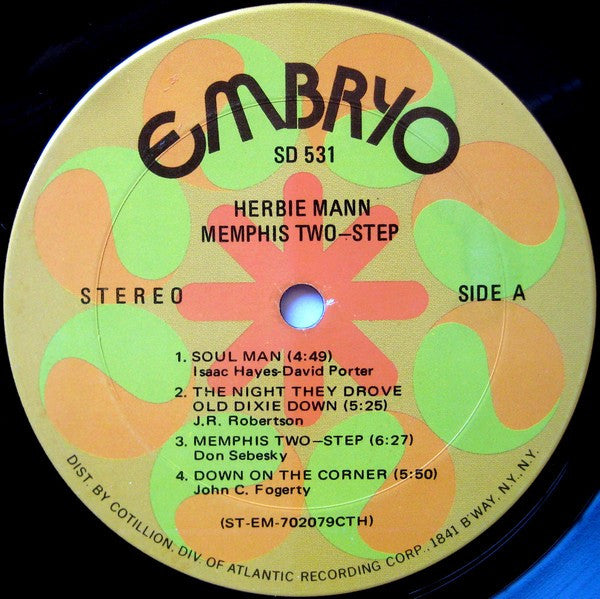 EMBRYO
SD 531
HERBIE MANN
MEMPHIS TWO—STEP
STEREO
SIDE A
1. SOUL MAN (4:49)
Isaac Hayes-David Porter
2. THE NIGHT THEY DROVE
OLD DIXIE DOWN (5:25)
J.R. Robertson
3. MEMPHIS TWO—STEP (6:27)
Don Sebesky
4. DOWN ON THE CORNER (5:50)
John C. Fogerty
(ST-EM-702079CTH)
DIST. BY COTILLION, DIV. OF ATLANTIC RECORDING CORP., 1841 B'WAY, N.Y., N.Y.